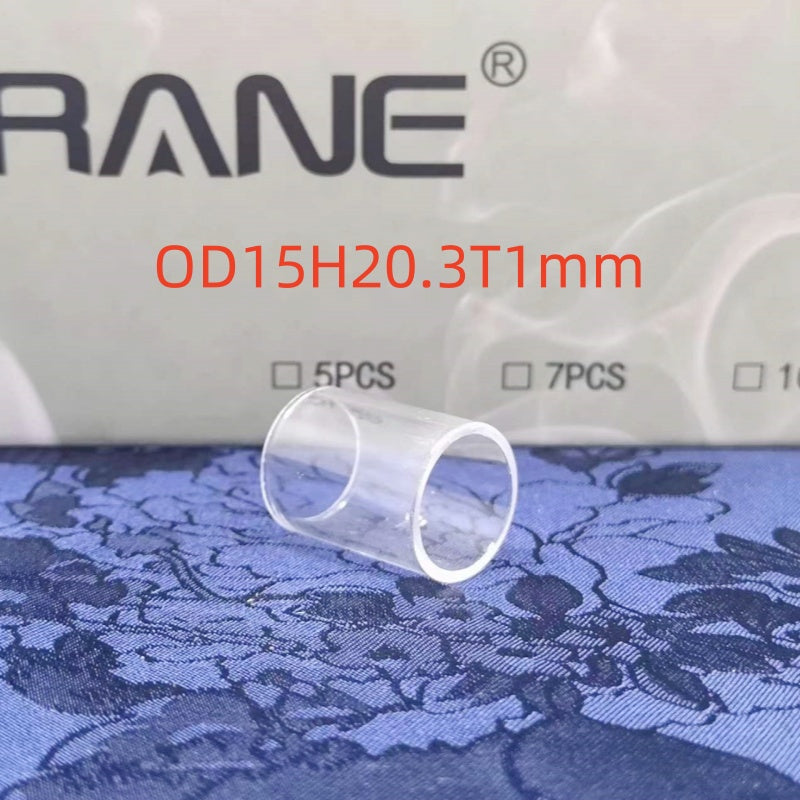 RANE®
OD15H20.3T1mm
□ 5PCS □ 7PCS □